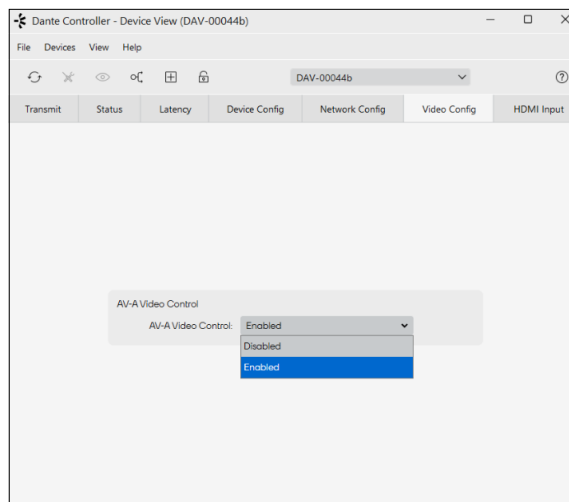 Dante Controller - Device View (DAV-00044b)
File Devices View Help
DAV-00044b
Transmit Status Latency Device Config Network Config Video Config HDMI Input
AV-A Video Control
AV-A Video Control: Enabled
Disabled
Enabled